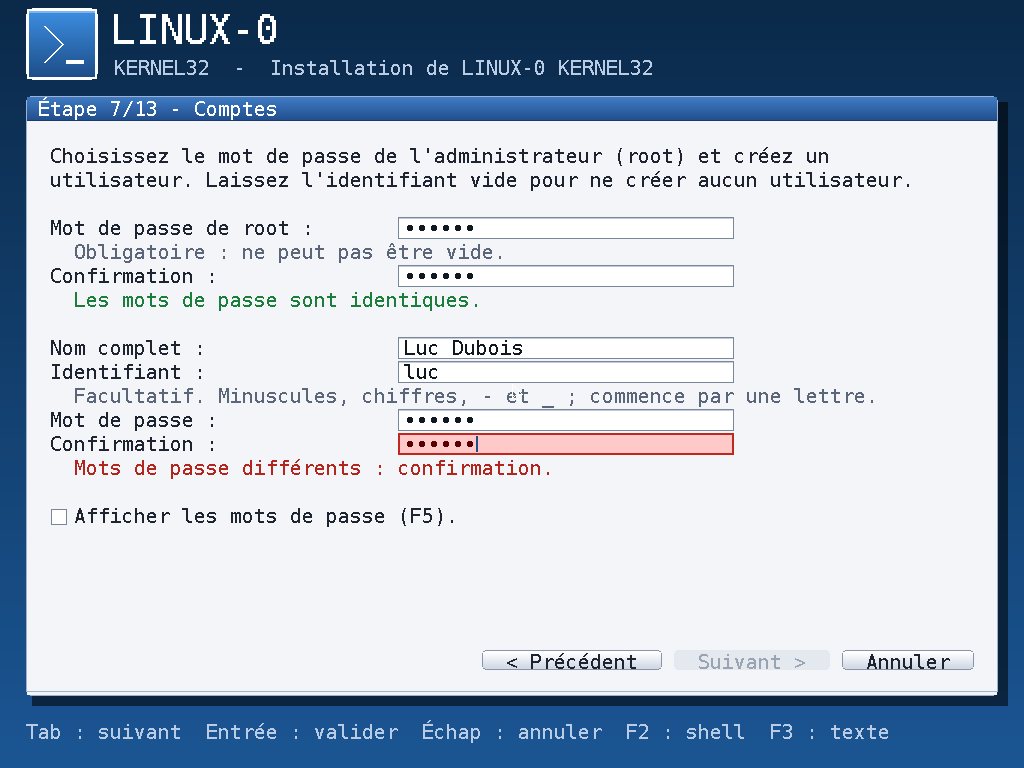 LINUX-0
KERNEL32 - Installation de LINUX-0 KERNEL32
Étape 7/13 - Comptes
Choisissez le mot de passe de l'administrateur (root) et créez un
utilisateur. Laissez l'identifiant vide pour ne créer aucun utilisateur.
Mot de passe de root : ••••••
Obligatoire : ne peut pas être vide.
Confirmation : ••••••
Les mots de passe sont identiques.
Nom complet : Luc Dubois
Identifiant : luc
Facultatif. Minuscules, chiffres, - et _ ; commence par une lettre.
Mot de passe : ••••••
Confirmation : ••••••
Mots de passe différents : confirmation.
Afficher les mots de passe (F5).
< Précédent Suivant > Annuler
Tab : suivant Entrée : valider Échap : annuler F2 : shell F3 : texte